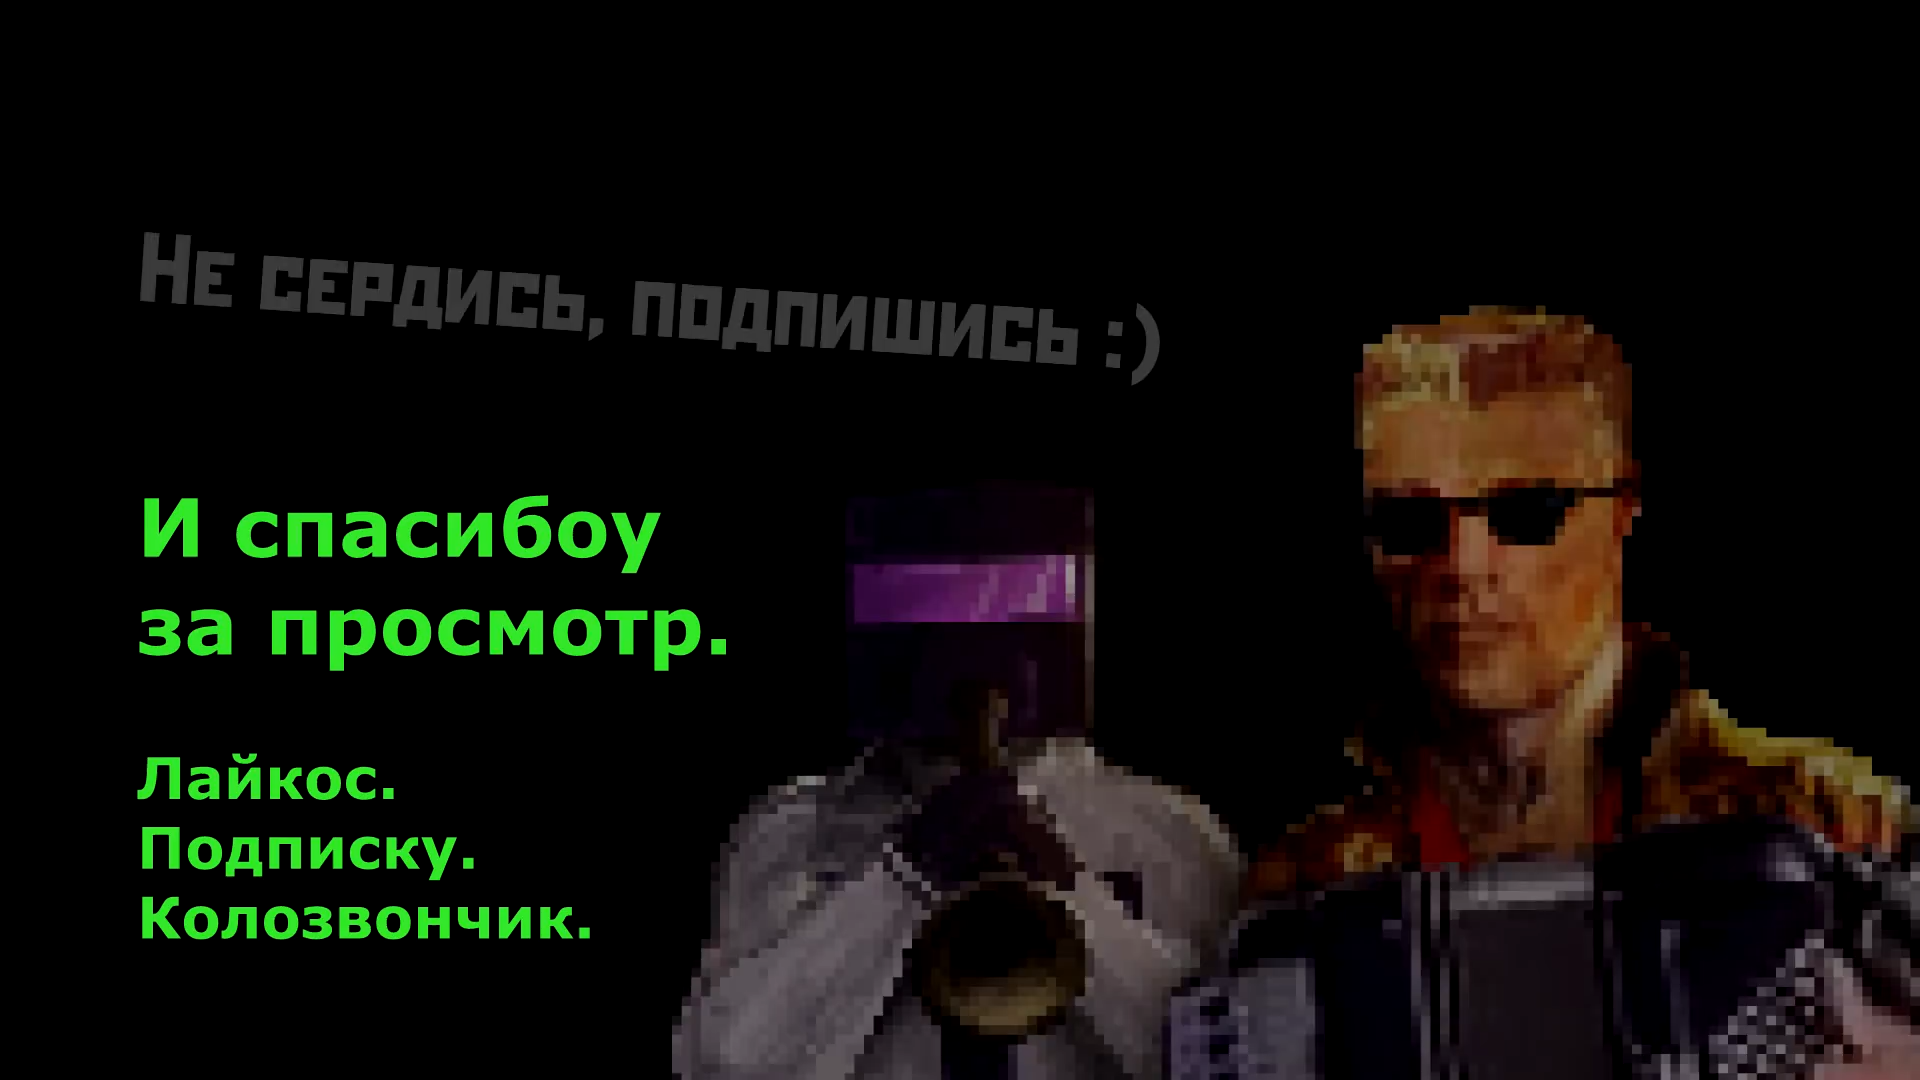 Не сердись, подпишись :)
И спасибоу
за просмотр.
Лайкос.
Подписку.
Колозвончик.